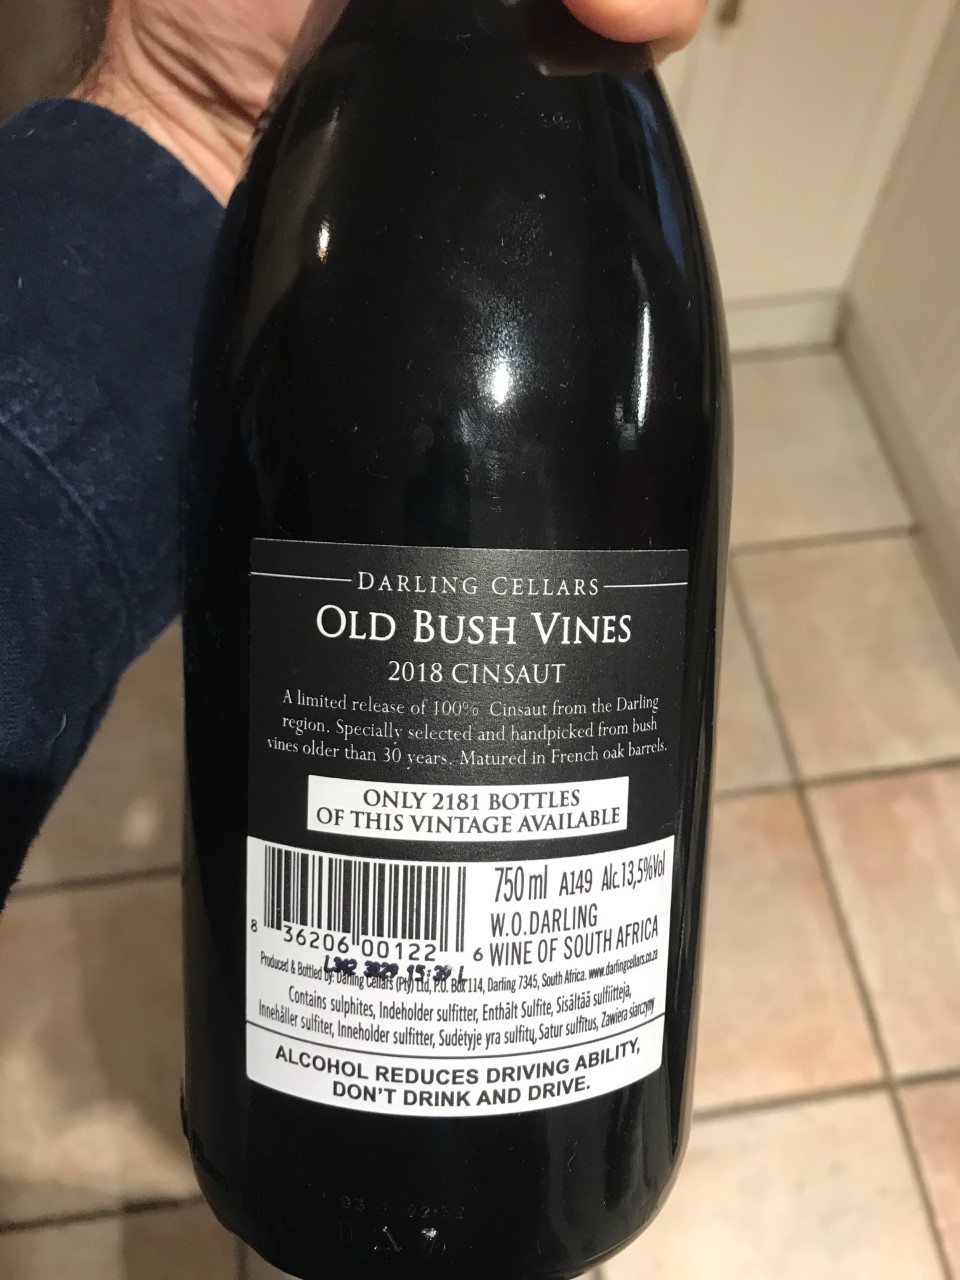 DARLING CELLARS
OLD BUSH VINES
2018 CINSAUT
A limited release of 100% Cinsaut from the Darling
region. Specially selected and handpicked from bush
vines older than 30 years. Matured in French oak barrels.
ONLY 2181 BOTTLES
OF THIS VINTAGE AVAILABLE
750 ml A149 Alc.13,5%Vol
W.O.DARLING
WINE OF SOUTH AFRICA
8 36206 00122 6
15:39 L
Produced & Bottled by: Darling Cellars (Pty) Ltd, P.O. Box 114, Darling 7345, South Africa. www.darlingcellars.co.za
Contains sulphites, Indeholder sulfitter, Enthält Sulfite, Sisältää sulfiitteja,
Innehåller sulfiter, Inneholder sulfitter, Sudėtyje yra sulfitų, Satur sulfitus, Zawiera siarczyny
ALCOHOL REDUCES DRIVING ABILITY,
DON'T DRINK AND DRIVE.